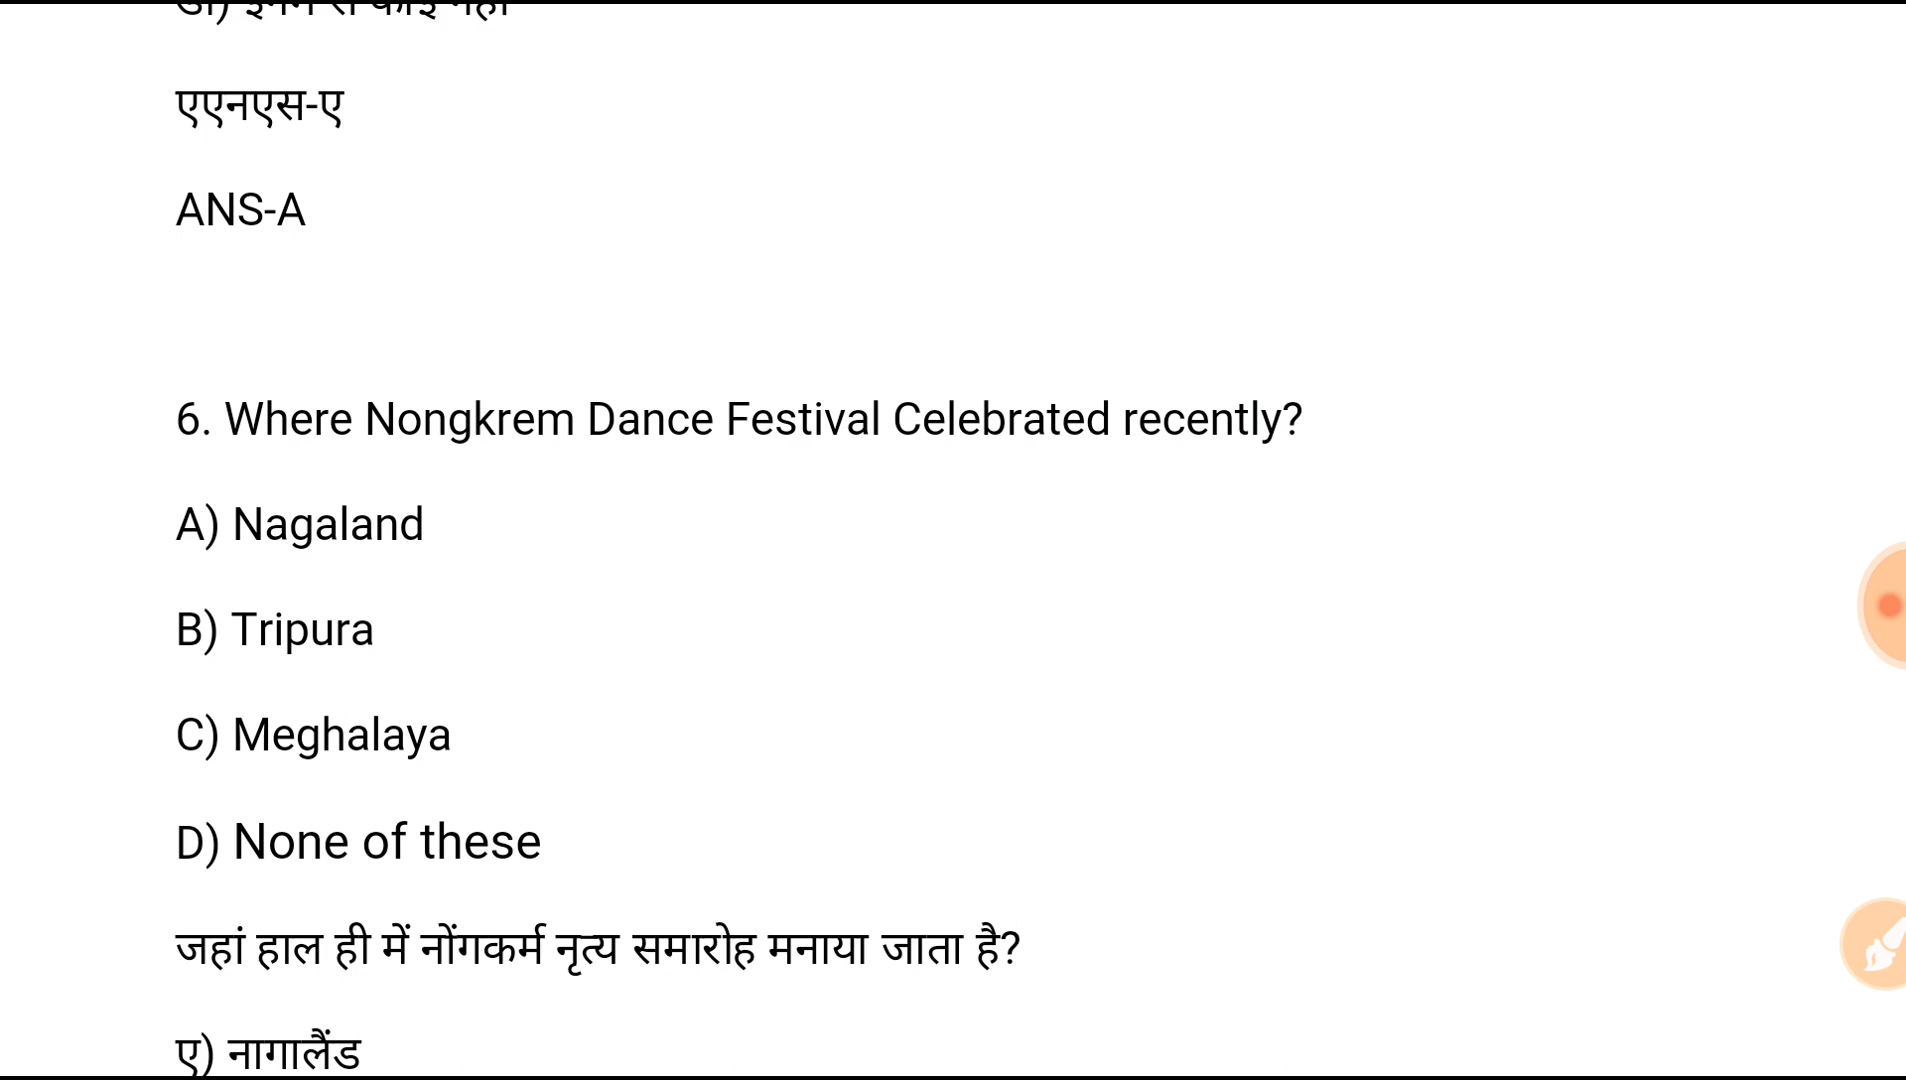 एएनएस-ए
ANS-A
6. Where Nongkrem Dance Festival Celebrated recently?
A) Nagaland
B) Tripura
C) Meghalaya
D) None of these
जहां हाल ही में नोंगकर्म नृत्य समारोह मनाया जाता है?
ए) नागालैंड